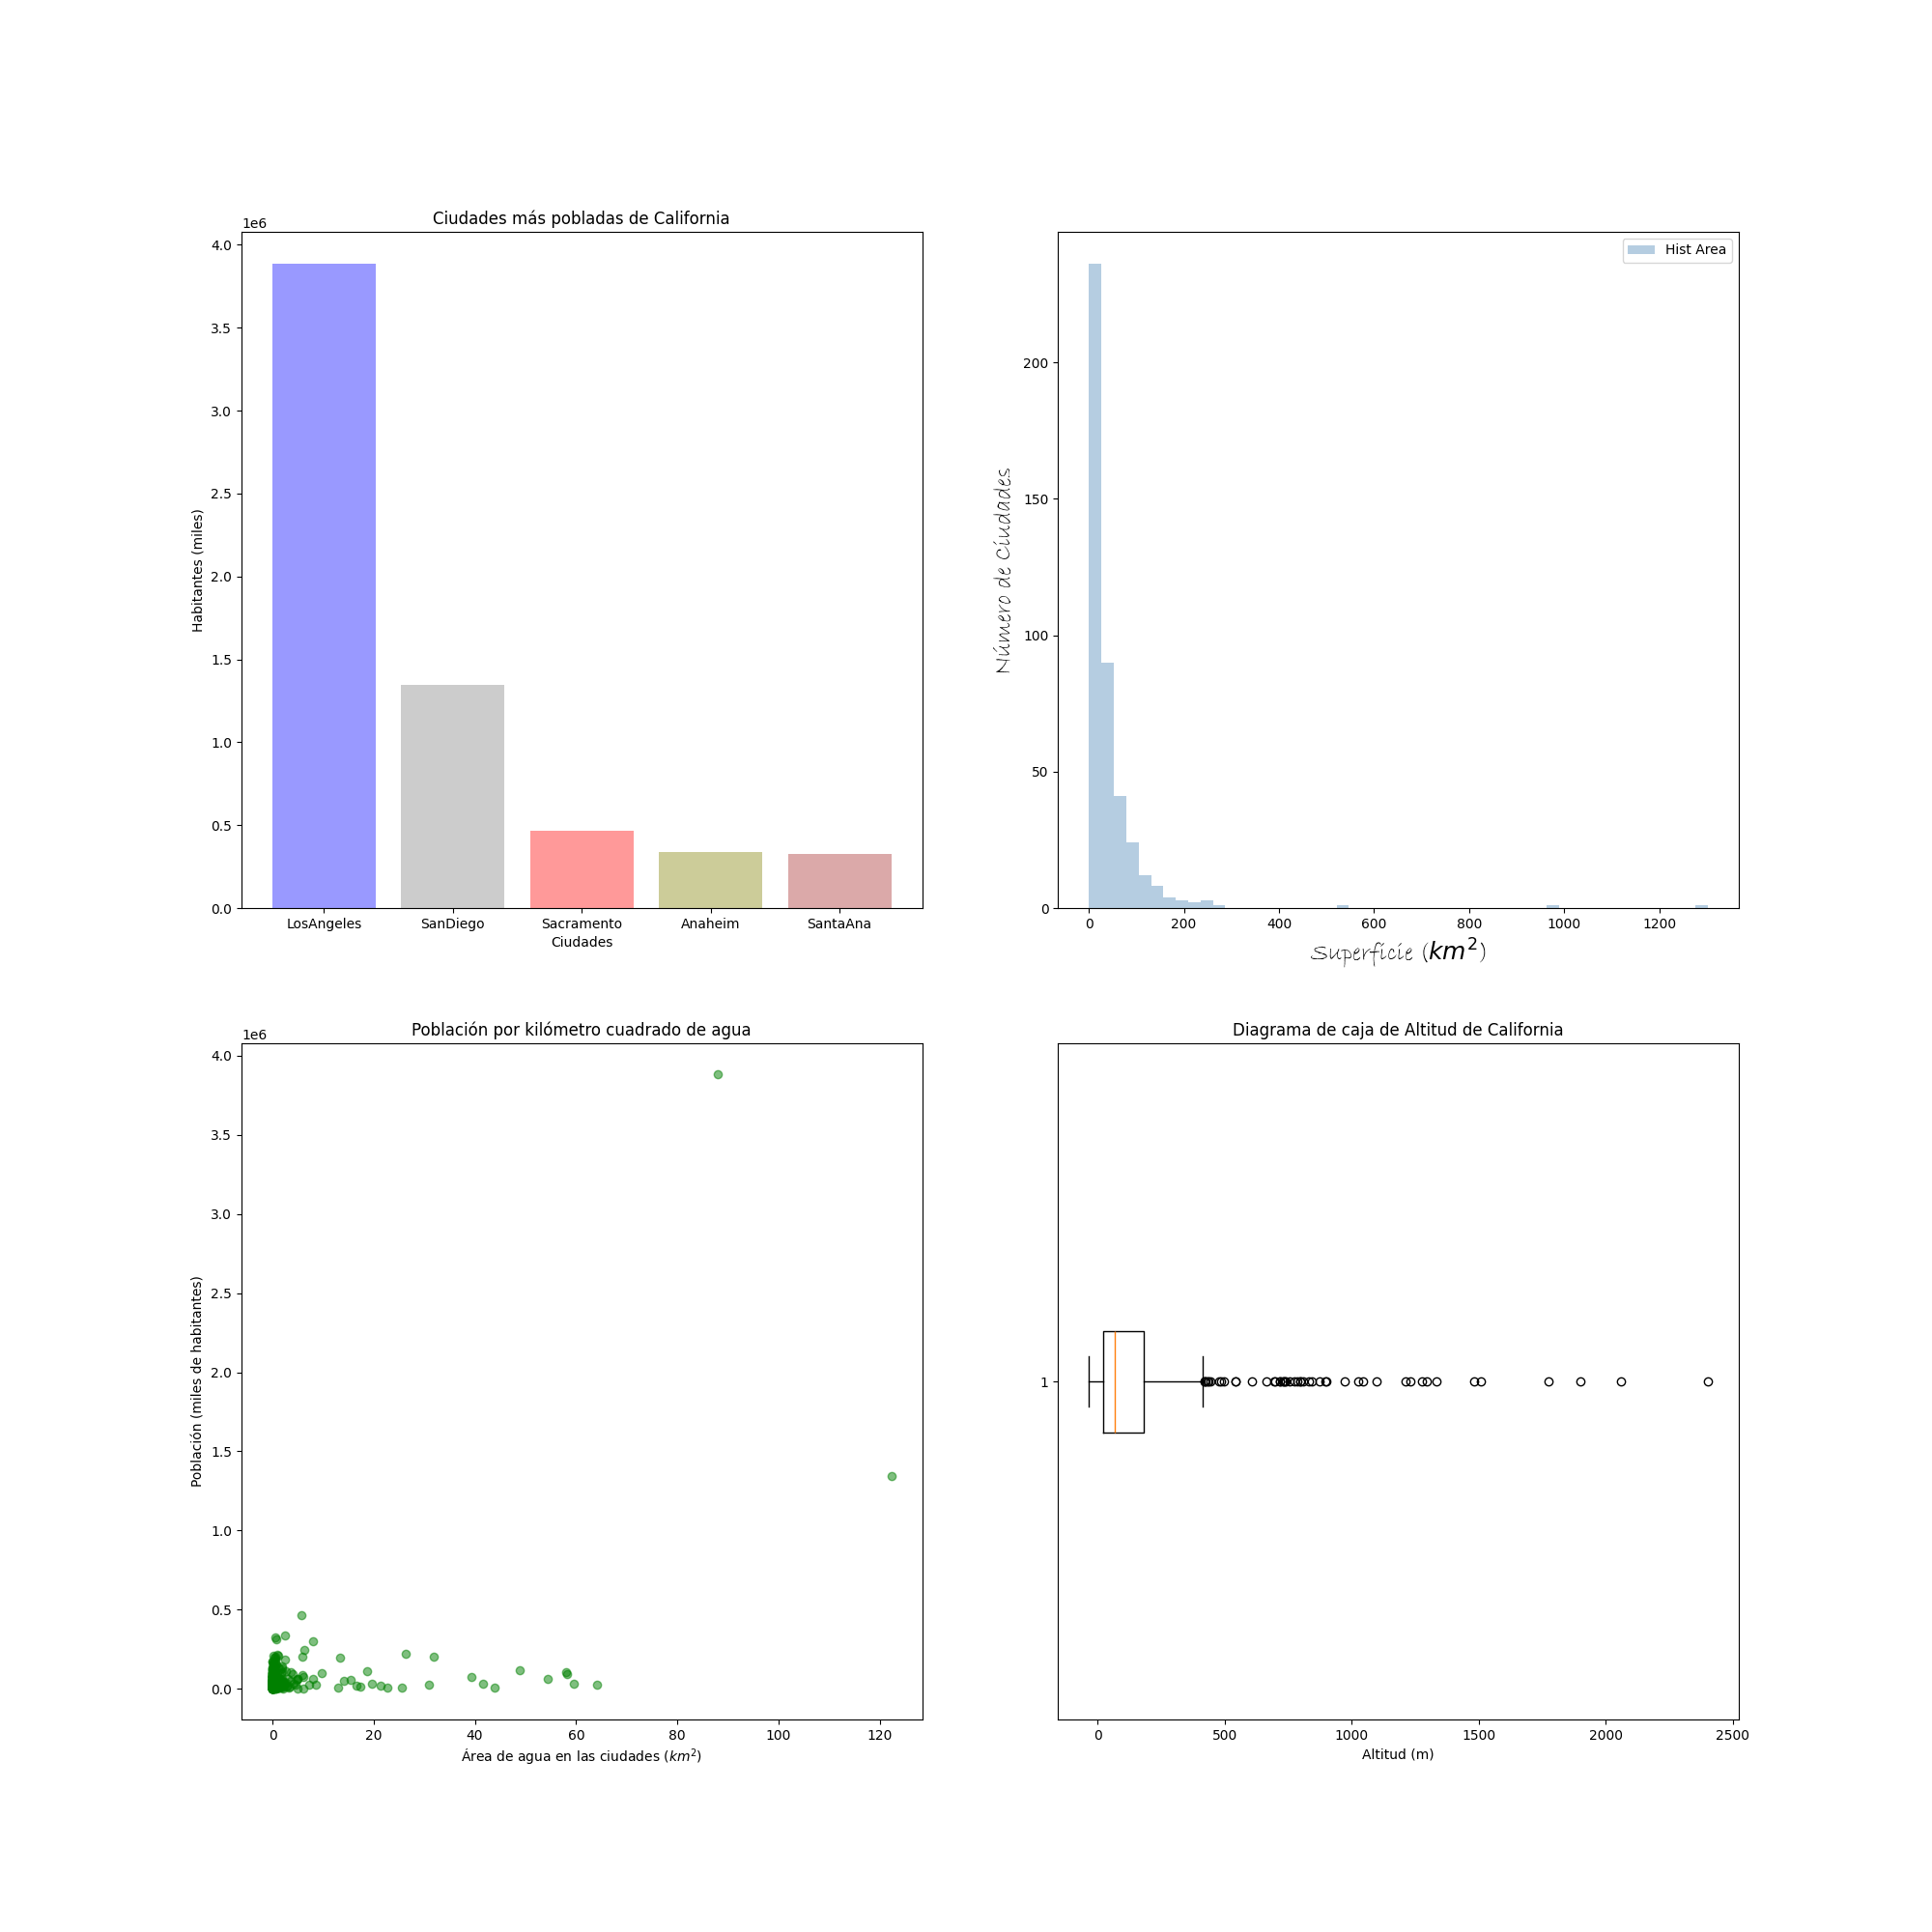 Ciudades más pobladas de California
1e6
4.0
3.5
3.0
2.5
2.0
1.5
1.0
0.5
0.0
Habitantes (miles)
LosAngeles SanDiego Sacramento Anaheim SantaAna
Ciudades
Hist Area
200
150
100
50
0
Número de Ciudades
0 200 400 600 800 1000 1200
Superficie (km²)
Población por kilómetro cuadrado de agua
1e6
4.0
3.5
3.0
2.5
2.0
1.5
1.0
0.5
0.0
Población (miles de habitantes)
0 20 40 60 80 100 120
Área de agua en las ciudades (km²)
Diagrama de caja de Altitud de California
1
0 500 1000 1500 2000 2500
Altitud (m)